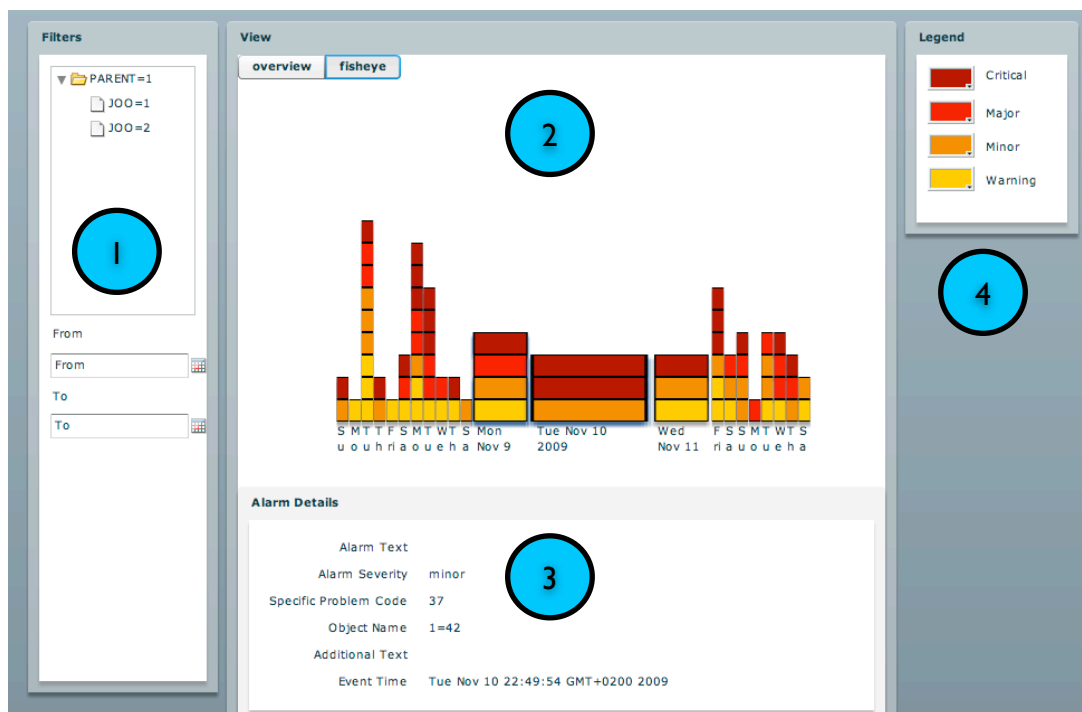 Filters
PARENT=1
JOO=1
JOO=2
1
From
From
To
To
View
overview
fisheye
2
S M T T F S M T W T S Mon Tue Nov 10 Wed F S S M T W T S
u o u h ri a o u e h a Nov 9 2009 Nov 11 ri a u o u e h a
Alarm Details
Alarm Text
Alarm Severity minor
Specific Problem Code 37
Object Name 1=42
Additional Text
Event Time Tue Nov 10 22:49:54 GMT+0200 2009
3
Legend
Critical
Major
Minor
Warning
4